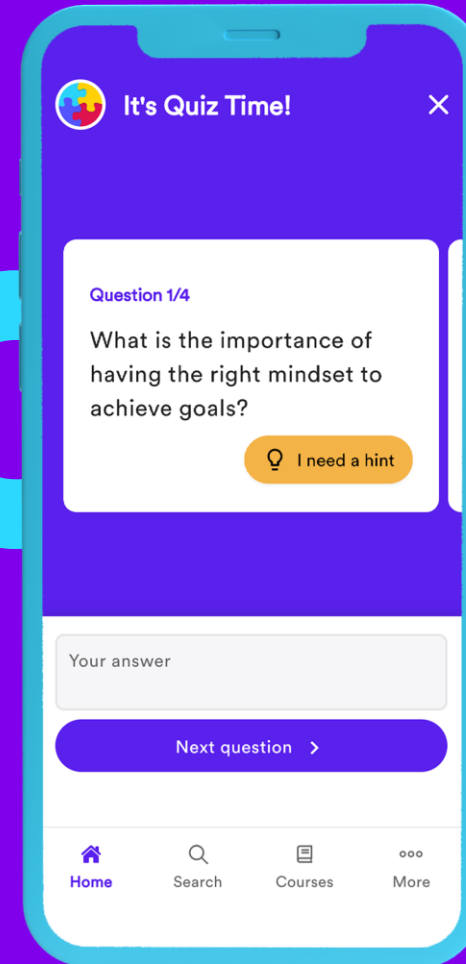 It's Quiz Time!
Question 1/4
What is the importance of
having the right mindset to
achieve goals?
I need a hint
Your answer
Next question
Home
Search
Courses
More